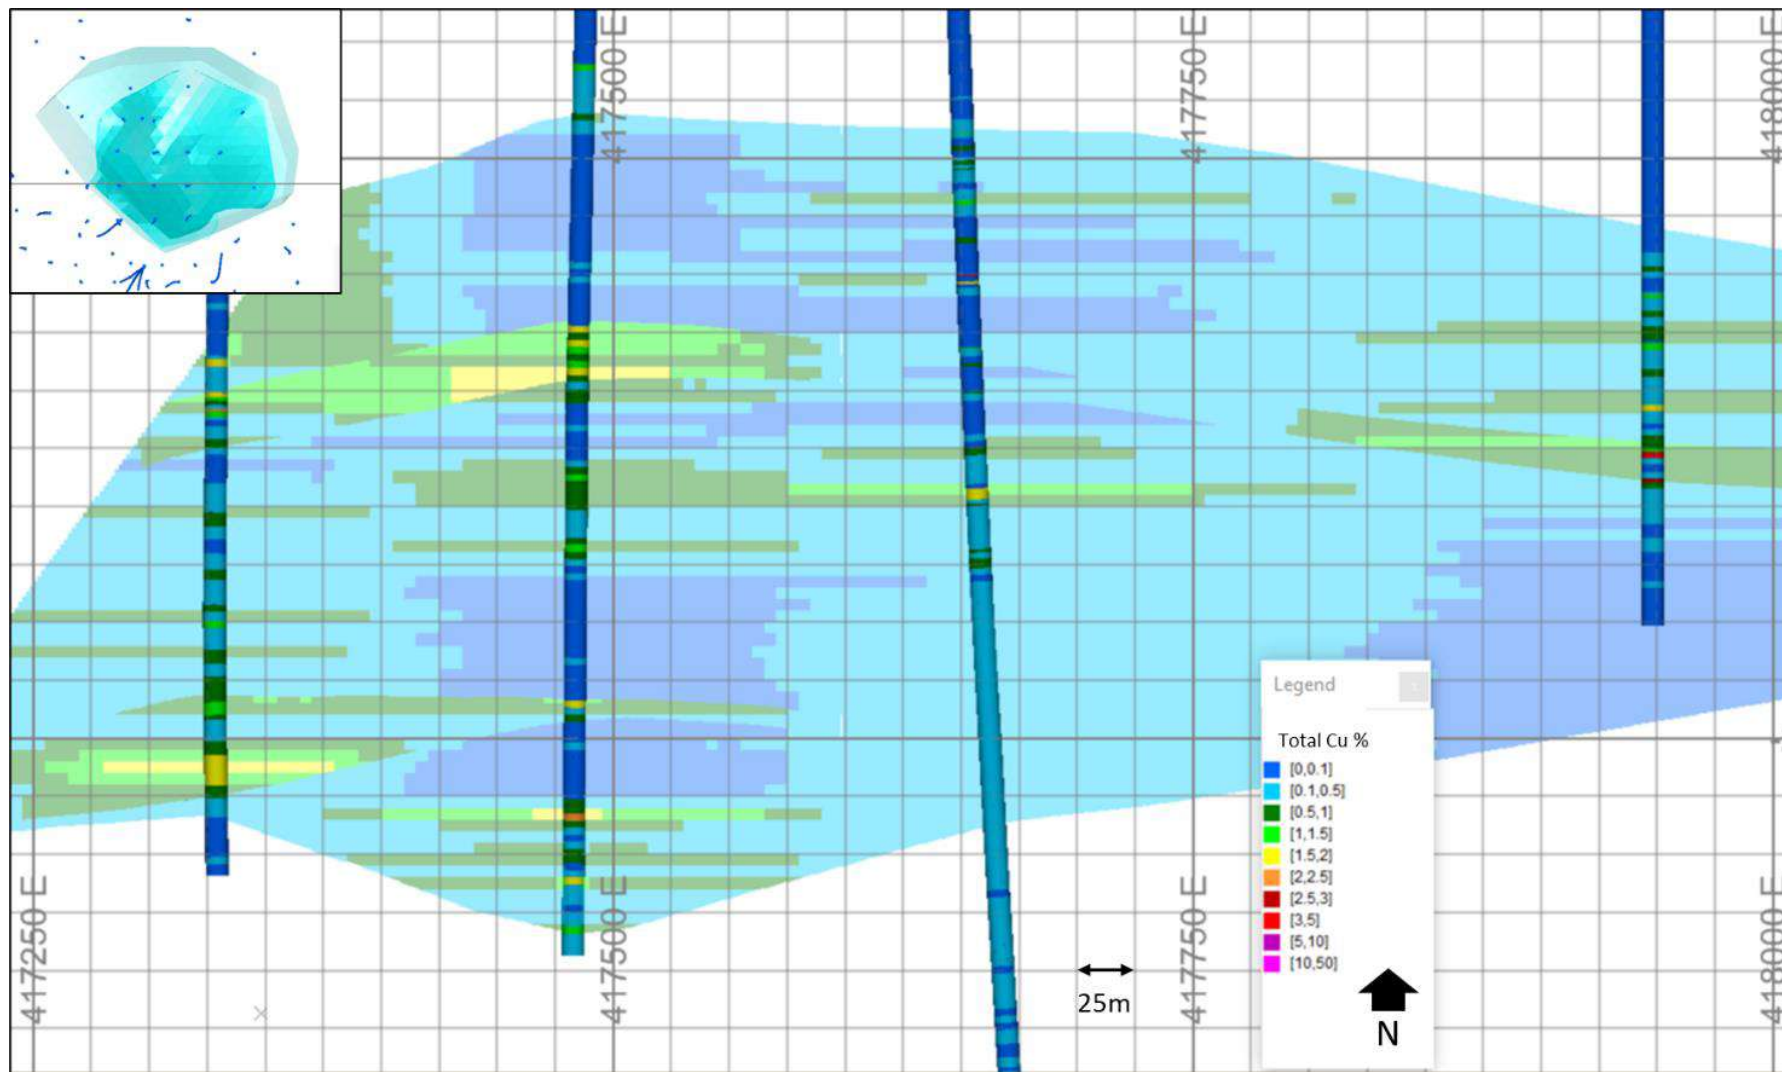 417500 E
417750 E
418000 E
Legend
Total Cu %
[0,0.1]
[0.1,0.5]
[0.5,1]
[1,1.5]
[1.5,2]
[2,2.5]
[2.5,3]
[3,5]
[5,10]
[10,50]
417250 E
417500 E
25m
417750 E
N
418000 E